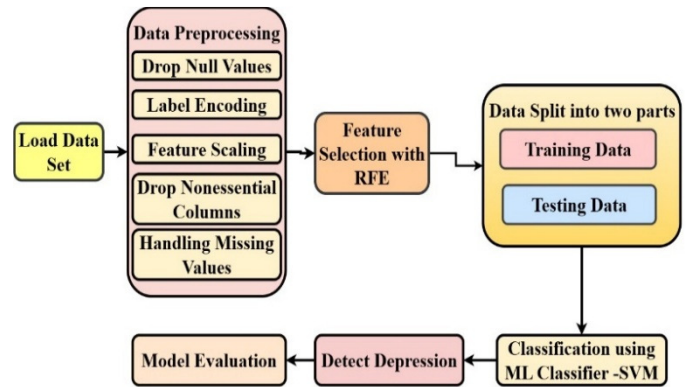 Data Preprocessing
Drop Null Values
Label Encoding
Feature Scaling
Drop Nonessential
Columns
Handling Missing
Values
Load Data
Set
Feature
Selection with
RFE
Data Split into two parts
Training Data
Testing Data
Classification using
ML Classifier -SVM
Detect Depression
Model Evaluation